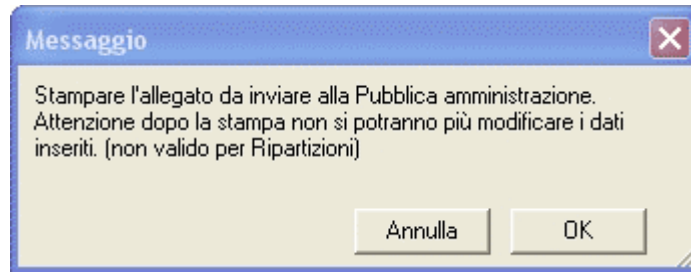 Messaggio
Stampare l'allegato da inviare alla Pubblica amministrazione.
Attenzione dopo la stampa non si potranno più modificare i dati
inseriti. (non valido per Ripartizioni)
Annulla OK